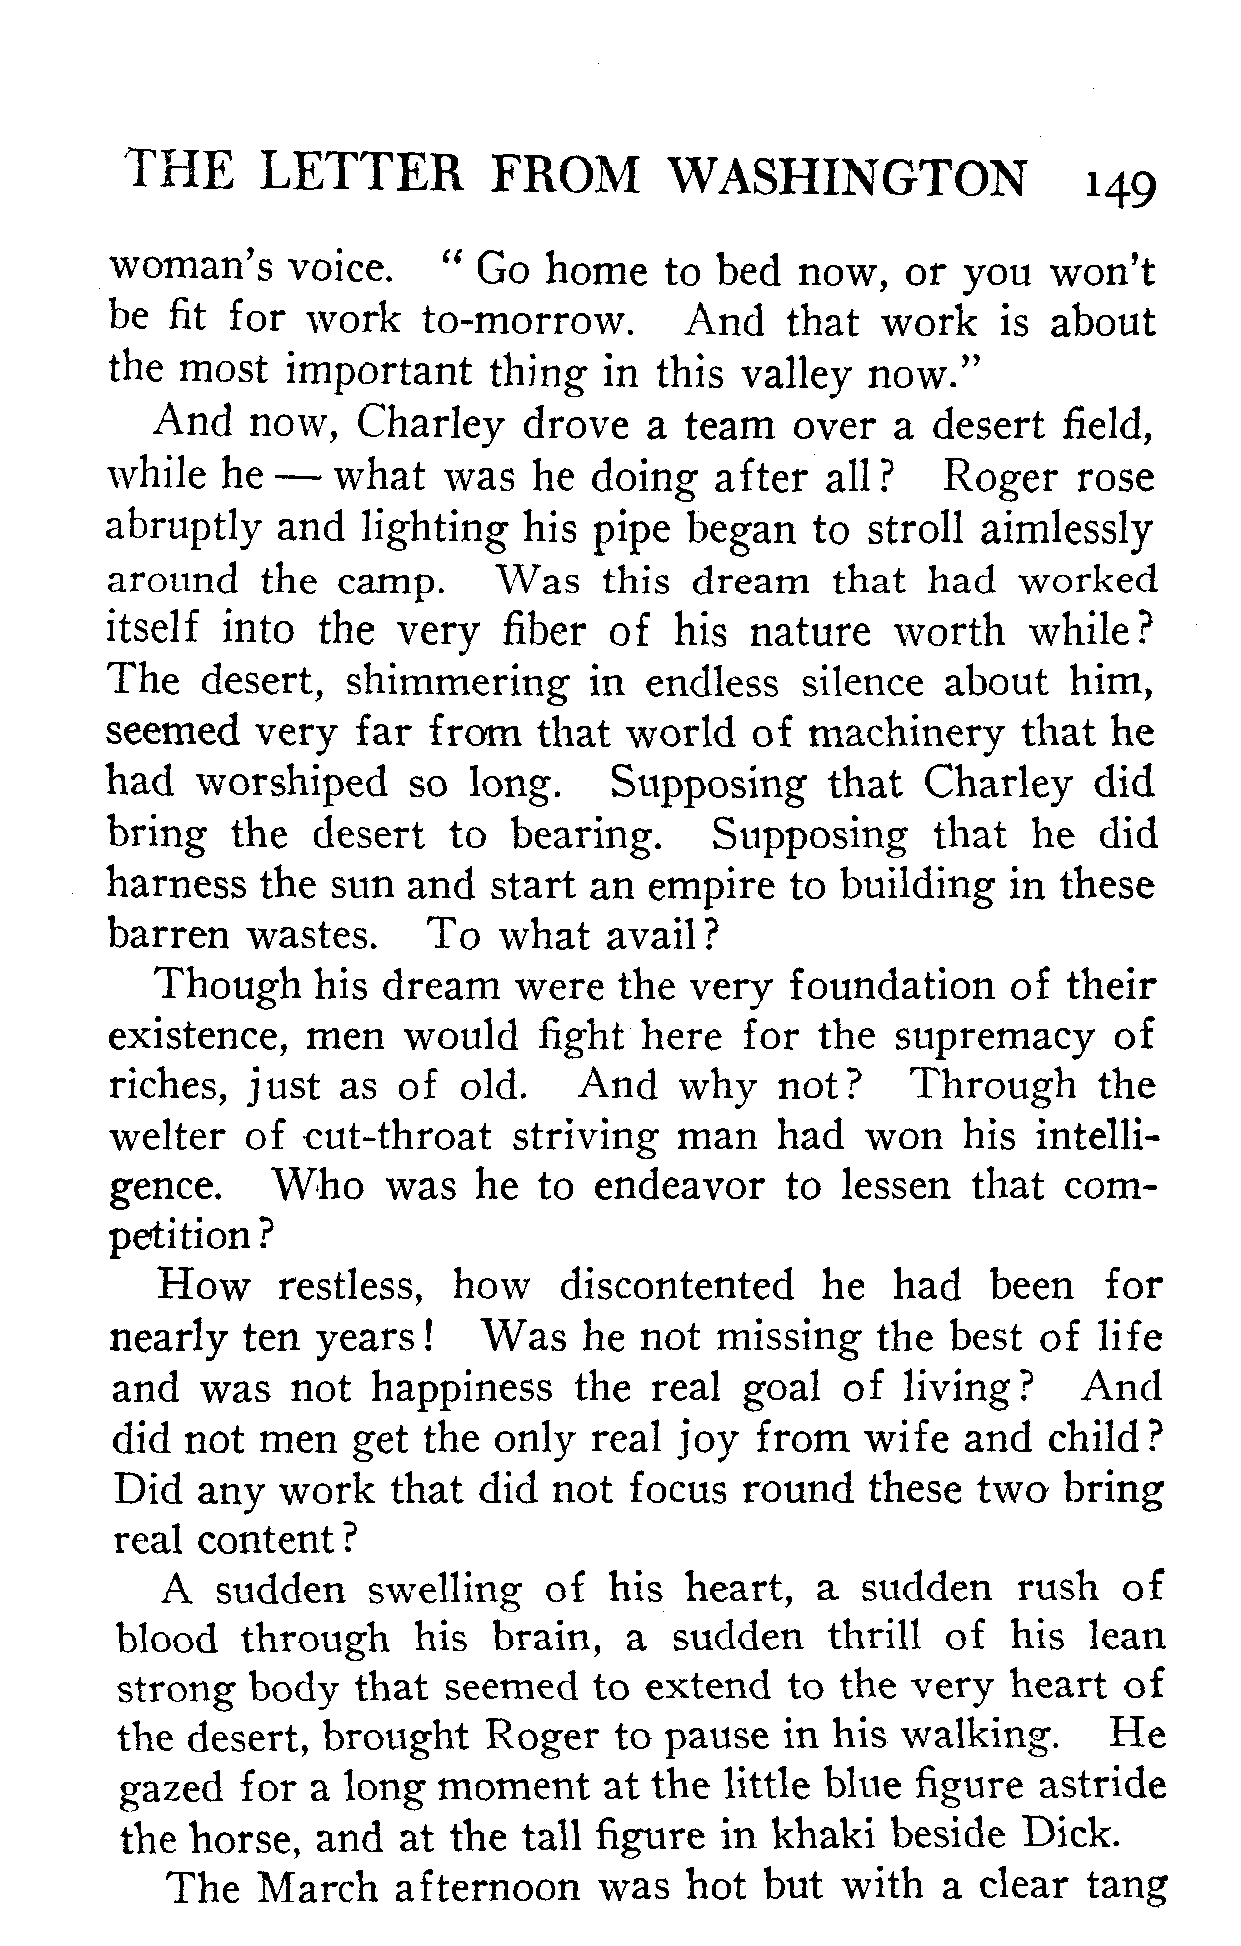 THE LETTER FROM WASHINGTON 149
woman's voice. " Go home to bed now, or you won't
be fit for work to-morrow. And that work is about
the most important thing in this valley now."
And now, Charley drove a team over a desert field,
while he — what was he doing after all? Roger rose
abruptly and lighting his pipe began to stroll aimlessly
around the camp. Was this dream that had worked
itself into the very fiber of his nature worth while?
The desert, shimmering in endless silence about him,
seemed very far from that world of machinery that he
had worshiped so long. Supposing that Charley did
bring the desert to bearing. Supposing that he did
harness the sun and start an empire to building in these
barren wastes. To what avail?
Though his dream were the very foundation of their
existence, men would fight here for the supremacy of
riches, just as of old. And why not? Through the
welter of cut-throat striving man had won his intelli-
gence. Who was he to endeavor to lessen that com-
petition?
How restless, how discontented he had been for
nearly ten years! Was he not missing the best of life
and was not happiness the real goal of living? And
did not men get the only real joy from wife and child?
Did any work that did not focus round these two bring
real content?
A sudden swelling of his heart, a sudden rush of
blood through his brain, a sudden thrill of his lean
strong body that seemed to extend to the very heart of
the desert, brought Roger to pause in his walking. He
gazed for a long moment at the little blue figure astride
the horse, and at the tall figure in khaki beside Dick.
The March afternoon was hot but with a clear tang